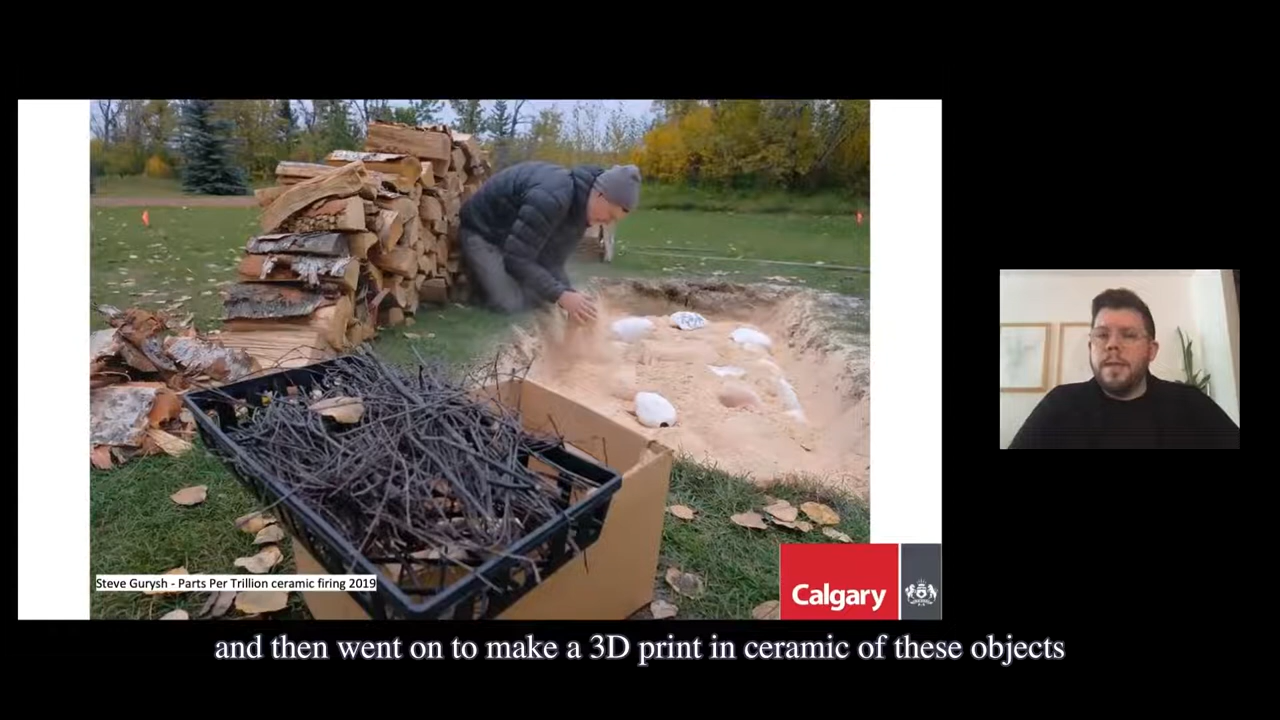 Steve Gurysh - Parts Per Trillion ceramic firing 2019
Calgary
and then went on to make a 3D print in ceramic of these objects